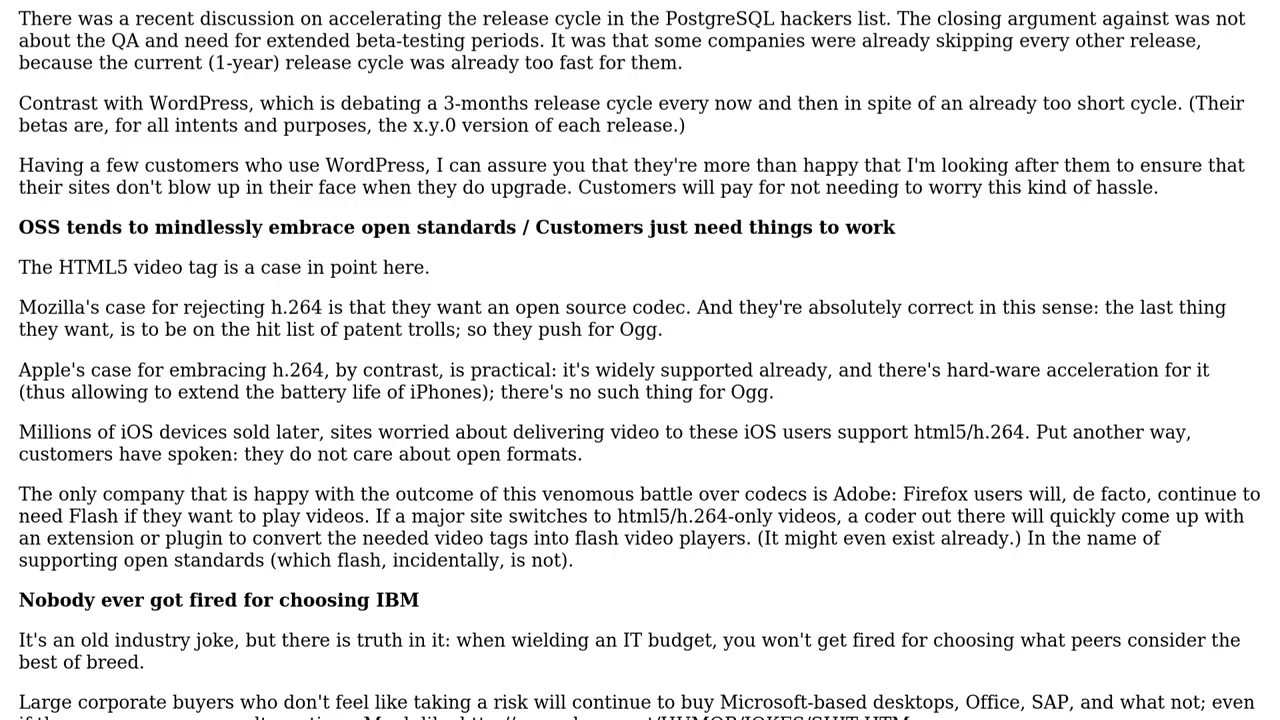 There was a recent discussion on accelerating the release cycle in the PostgreSQL hackers list. The closing argument against was not
about the QA and need for extended beta-testing periods. It was that some companies were already skipping every other release,
because the current (1-year) release cycle was already too fast for them.
Contrast with WordPress, which is debating a 3-months release cycle every now and then in spite of an already too short cycle. (Their
betas are, for all intents and purposes, the x.y.0 version of each release.)
Having a few customers who use WordPress, I can assure you that they're more than happy that I'm looking after them to ensure that
their sites don't blow up in their face when they do upgrade. Customers will pay for not needing to worry this kind of hassle.
OSS tends to mindlessly embrace open standards / Customers just need things to work
The HTML5 video tag is a case in point here.
Mozilla's case for rejecting h.264 is that they want an open source codec. And they're absolutely correct in this sense: the last thing
they want, is to be on the hit list of patent trolls; so they push for Ogg.
Apple's case for embracing h.264, by contrast, is practical: it's widely supported already, and there's hard-ware acceleration for it
(thus allowing to extend the battery life of iPhones); there's no such thing for Ogg.
Millions of iOS devices sold later, sites worried about delivering video to these iOS users support html5/h.264. Put another way,
customers have spoken: they do not care about open formats.
The only company that is happy with the outcome of this venomous battle over codecs is Adobe: Firefox users will, de facto, continue to
need Flash if they want to play videos. If a major site switches to html5/h.264-only videos, a coder out there will quickly come up with
an extension or plugin to convert the needed video tags into flash video players. (It might even exist already.) In the name of
supporting open standards (which flash, incidentally, is not).
Nobody ever got fired for choosing IBM
It's an old industry joke, but there is truth in it: when wielding an IT budget, you won't get fired for choosing what peers consider the
best of breed.
Large corporate buyers who don't feel like taking a risk will continue to buy Microsoft-based desktops, Office, SAP, and what not; even